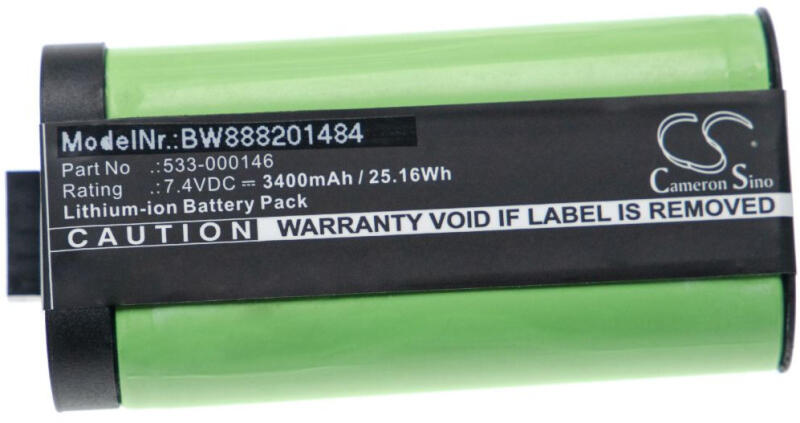 ModelNr.:BW888201484
Part No .:533-000146
Rating .:7.4VDC ⎓ 3400mAh / 25.16Wh
Lithium-ion Battery Pack
CAUTION WARRANTY VOID IF LABEL IS REMOVED
CS
Cameron Sino